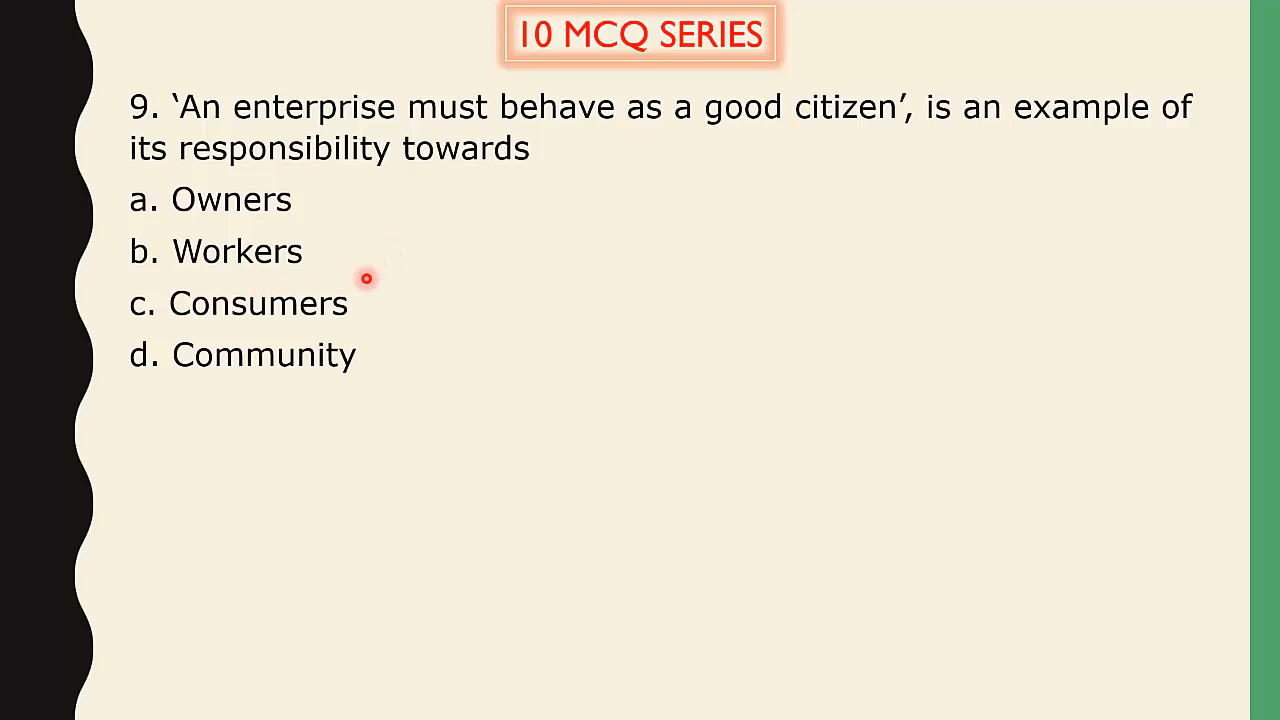 10 MCQ SERIES
9. ‘An enterprise must behave as a good citizen’, is an example of
its responsibility towards
a. Owners
b. Workers
c. Consumers
d. Community